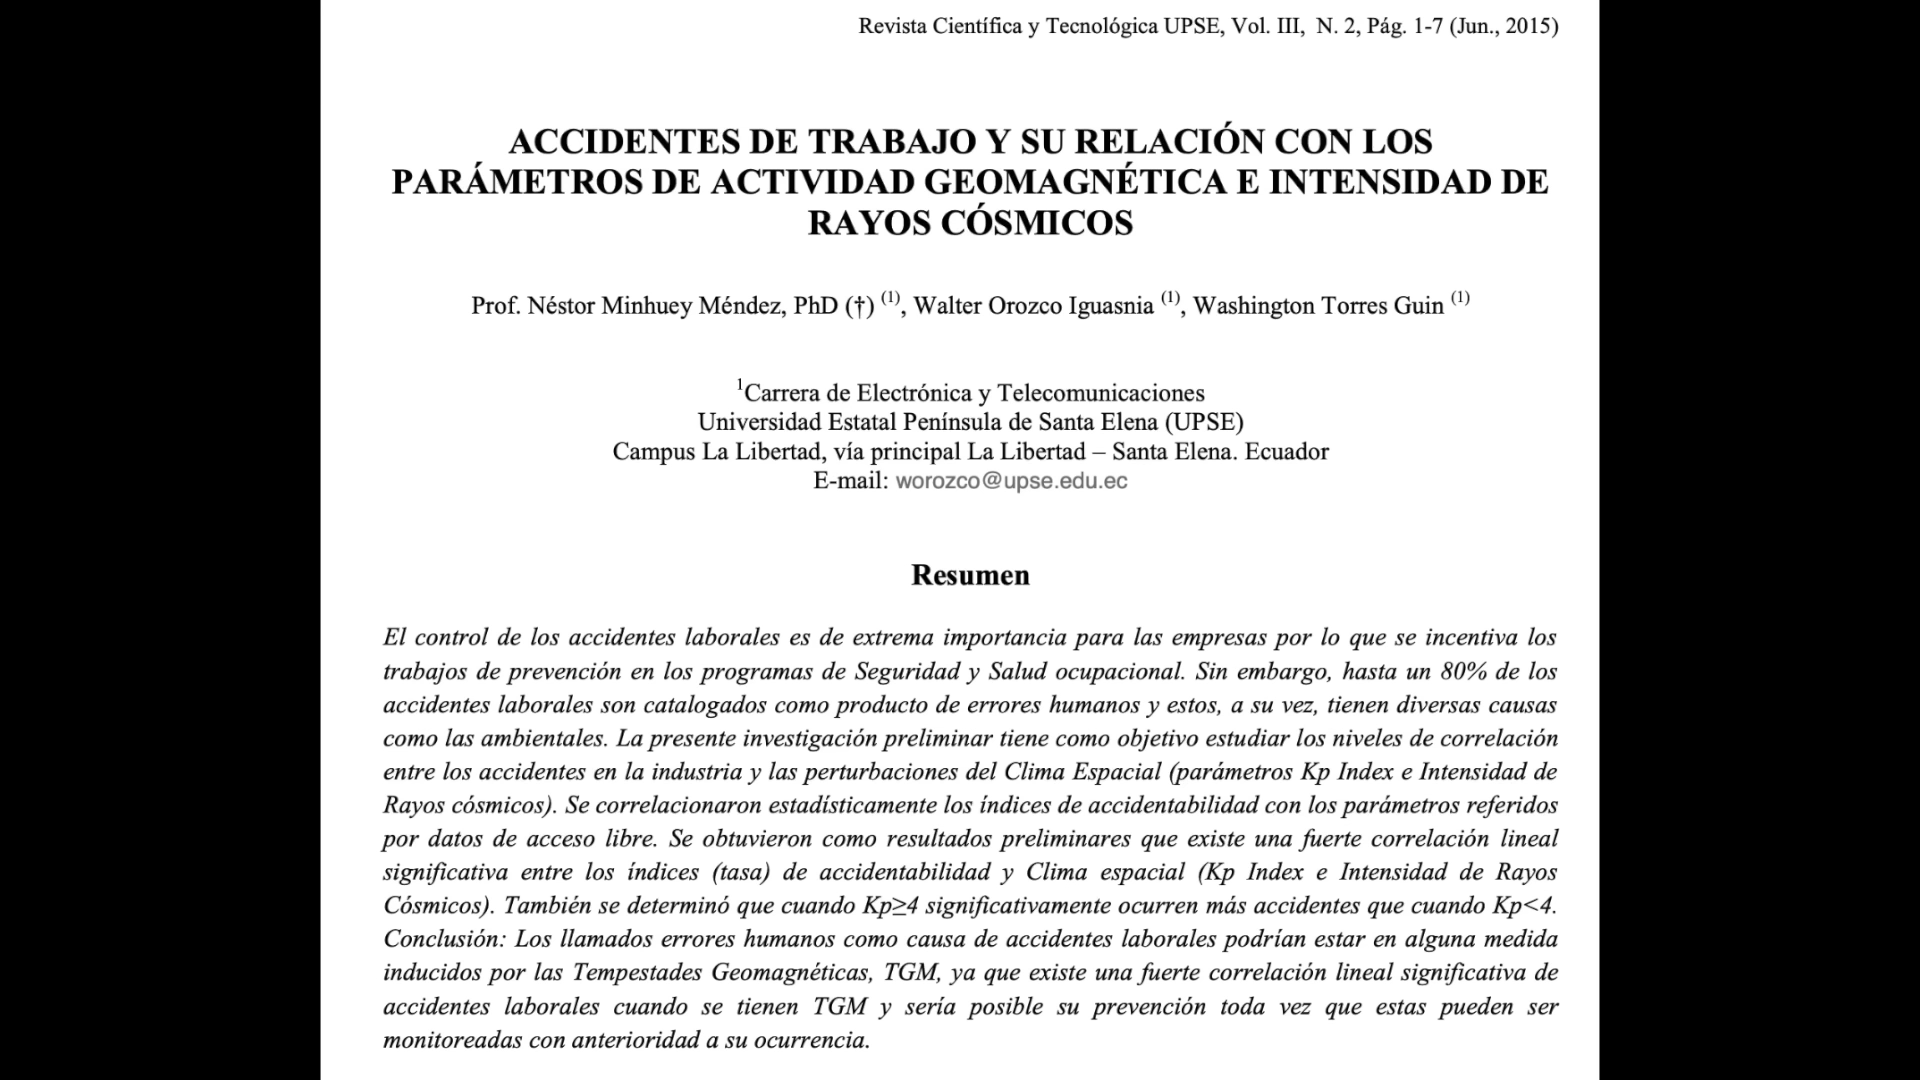 Revista Científica y Tecnológica UPSE, Vol. III, N. 2, Pág. 1-7 (Jun., 2015)
ACCIDENTES DE TRABAJO Y SU RELACIÓN CON LOS
PARÁMETROS DE ACTIVIDAD GEOMAGNÉTICA E INTENSIDAD DE
RAYOS CÓSMICOS
Prof. Néstor Minhuey Méndez, PhD (†) (1), Walter Orozco Iguasnia (1), Washington Torres Guin (1)
1Carrera de Electrónica y Telecomunicaciones
Universidad Estatal Península de Santa Elena (UPSE)
Campus La Libertad, vía principal La Libertad – Santa Elena. Ecuador
E-mail: worozco@upse.edu.ec
Resumen
El control de los accidentes laborales es de extrema importancia para las empresas por lo que se incentiva los
trabajos de prevención en los programas de Seguridad y Salud ocupacional. Sin embargo, hasta un 80% de los
accidentes laborales son catalogados como producto de errores humanos y estos, a su vez, tienen diversas causas
como las ambientales. La presente investigación preliminar tiene como objetivo estudiar los niveles de correlación
entre los accidentes en la industria y las perturbaciones del Clima Espacial (parámetros Kp Index e Intensidad de
Rayos cósmicos). Se correlacionaron estadísticamente los índices de accidentabilidad con los parámetros referidos
por datos de acceso libre. Se obtuvieron como resultados preliminares que existe una fuerte correlación lineal
significativa entre los índices (tasa) de accidentabilidad y Clima espacial (Kp Index e Intensidad de Rayos
Cósmicos). También se determinó que cuando Kp≥4 significativamente ocurren más accidentes que cuando Kp<4.
Conclusión: Los llamados errores humanos como causa de accidentes laborales podrían estar en alguna medida
inducidos por las Tempestades Geomagnéticas, TGM, ya que existe una fuerte correlación lineal significativa de
accidentes laborales cuando se tienen TGM y sería posible su prevención toda vez que estas pueden ser
monitoreadas con anterioridad a su ocurrencia.